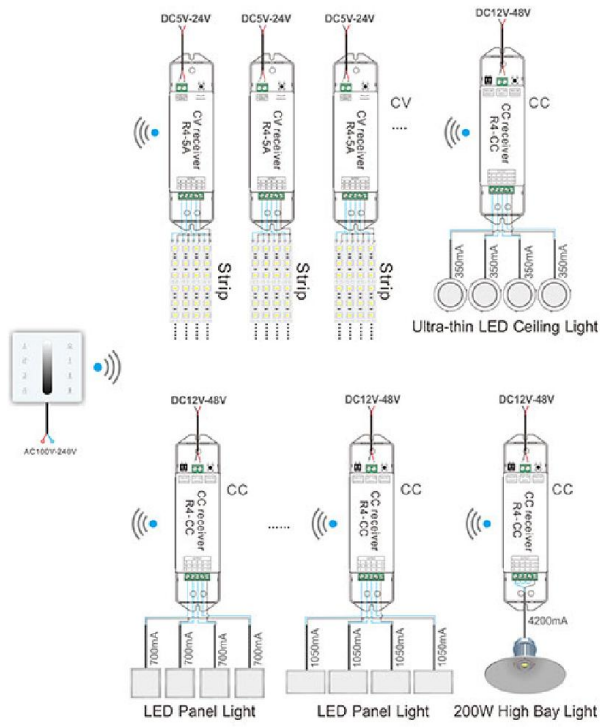 DC5V-24V
DC5V-24V
DC5V-24V
DC12V-48V
CV receiver
R4-5A
CV receiver
R4-5A
CV receiver
R4-5A
CV
....
CC receiver
R4-CC
CC
Strip
Strip
Strip
350mA
350mA
350mA
350mA
Ultra-thin LED Ceiling Light
AC100V-240V
DC12V-48V
DC12V-48V
DC12V-48V
CC receiver
R4-CC
CC
......
CC receiver
R4-CC
CC
CC receiver
R4-CC
CC
700mA
700mA
700mA
700mA
1050mA
1050mA
1050mA
1050mA
4200mA
LED Panel Light
LED Panel Light
200W High Bay Light